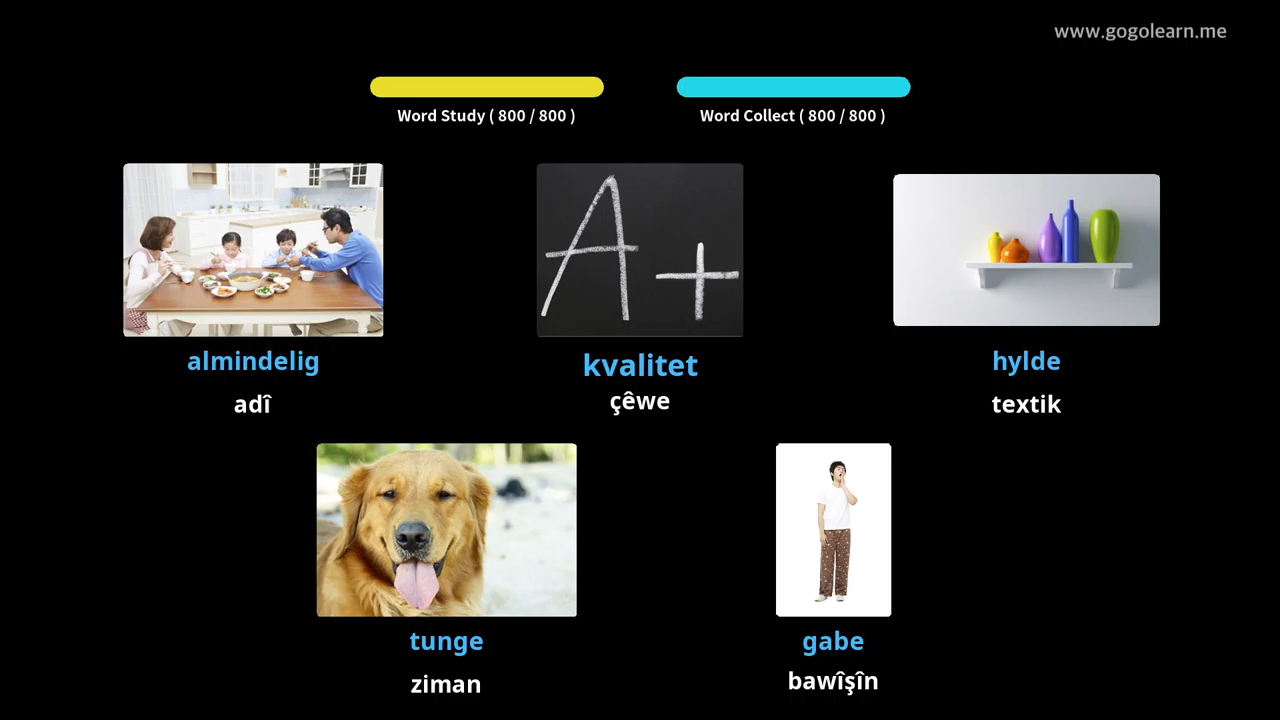 www.gogolearn.me
Word Study ( 800 / 800 )
Word Collect ( 800 / 800 )
A+
almindelig
adî
kvalitet
çêwe
hylde
textik
tunge
ziman
gabe
bawîşîn